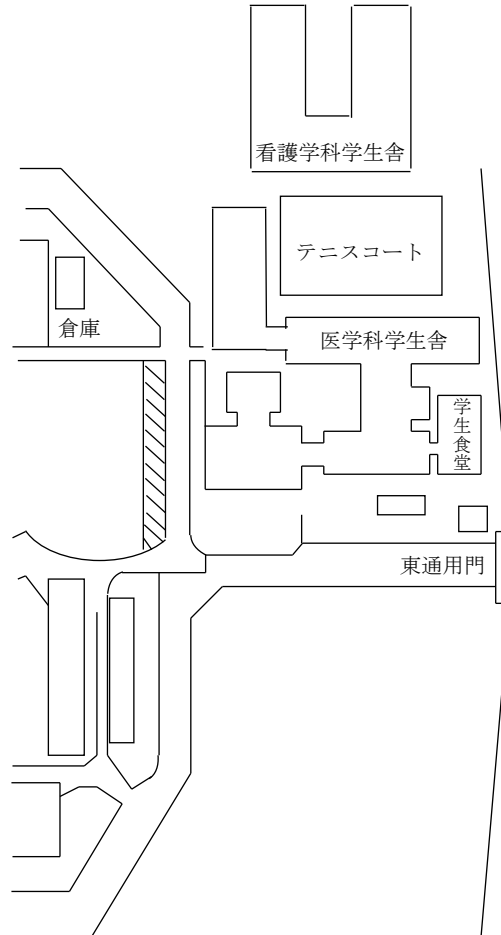 看護学科学生舎
テニスコート
倉庫
医学科学生舎
学生食堂
東通用門